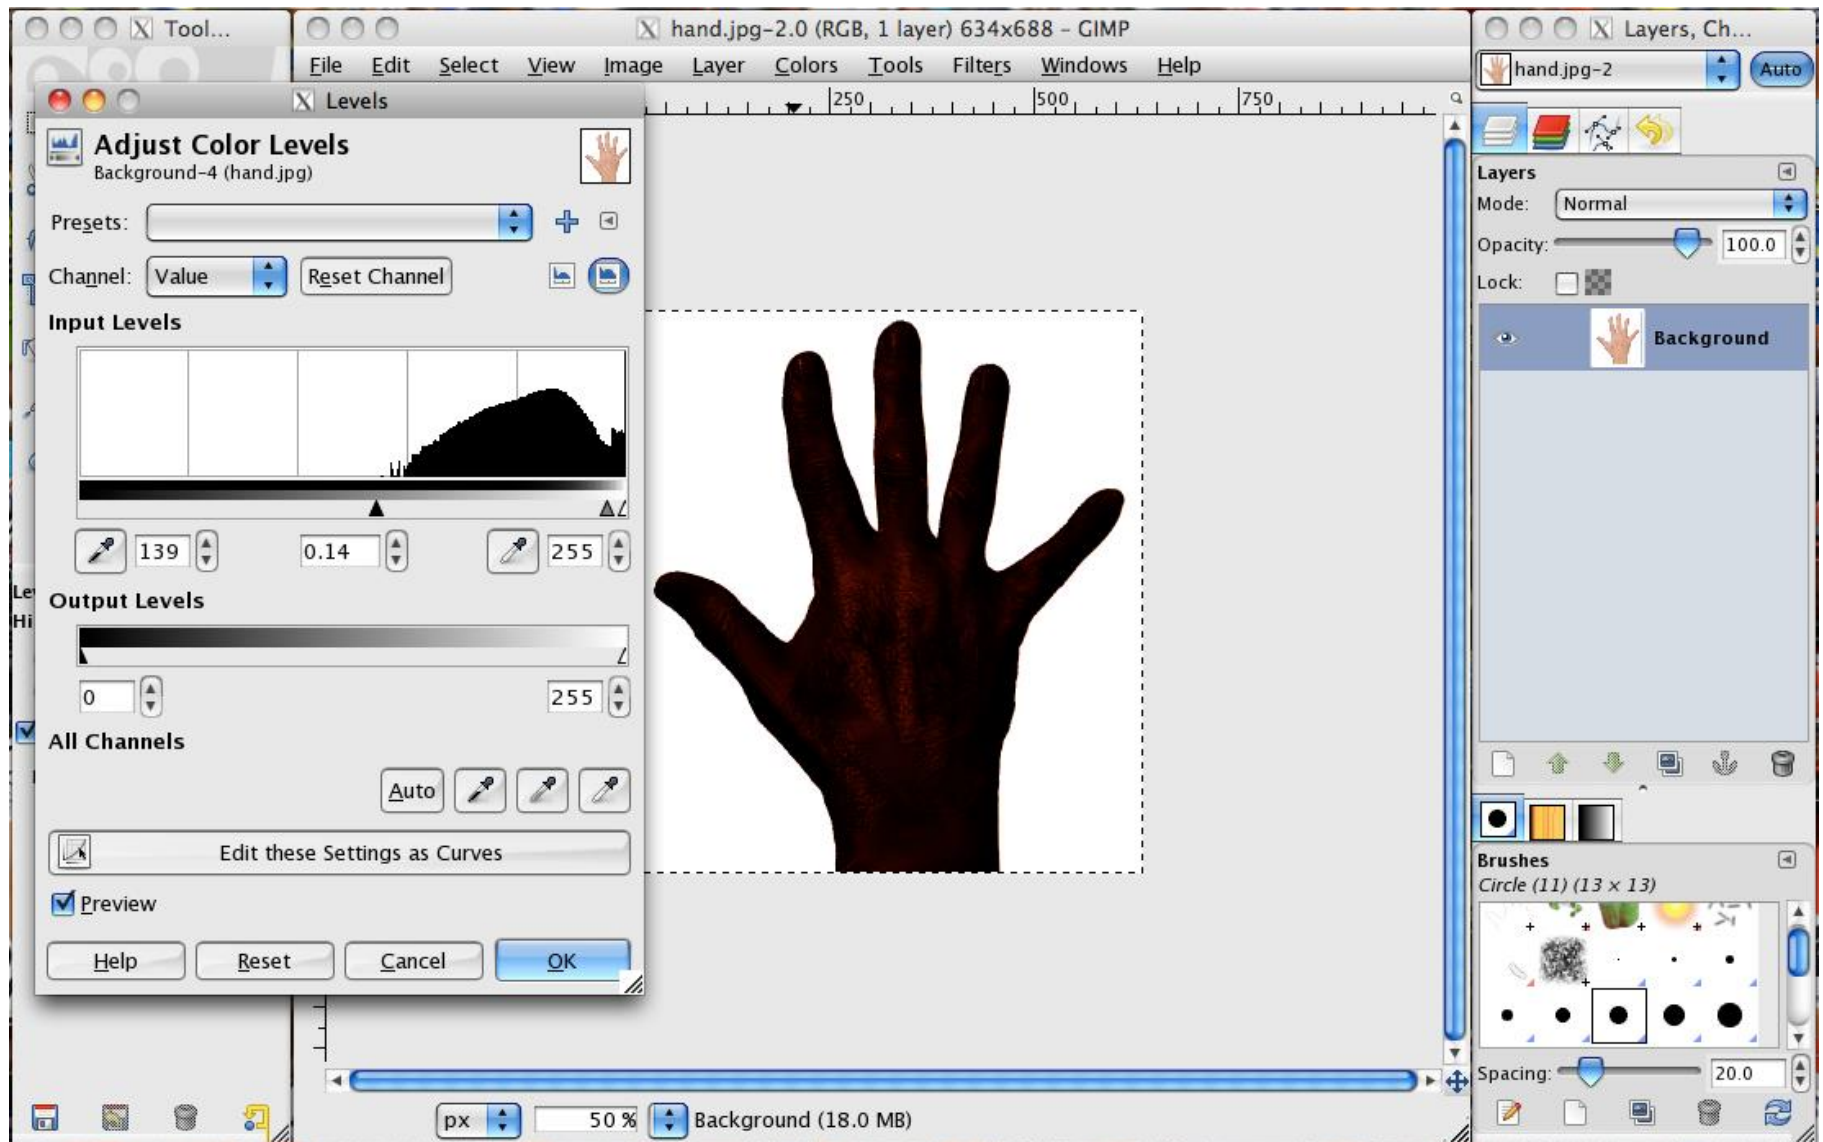 Tool...
hand.jpg-2.0 (RGB, 1 layer) 634x688 – GIMP
Layers, Ch...
File Edit Select View Image Layer Colors Tools Filters Windows Help
hand.jpg-2
Auto
Levels
250 500 750
Adjust Color Levels
Background-4 (hand.jpg)
Presets:
Channel: Value Reset Channel
Input Levels
139 0.14 255
Output Levels
0 255
All Channels
Auto
Edit these Settings as Curves
Preview
Help Reset Cancel OK
Le
Hi
px 50 % Background (18.0 MB)
Layers
Mode: Normal
Opacity: 100.0
Lock:
Background
Brushes
Circle (11) (13 × 13)
Spacing: 20.0